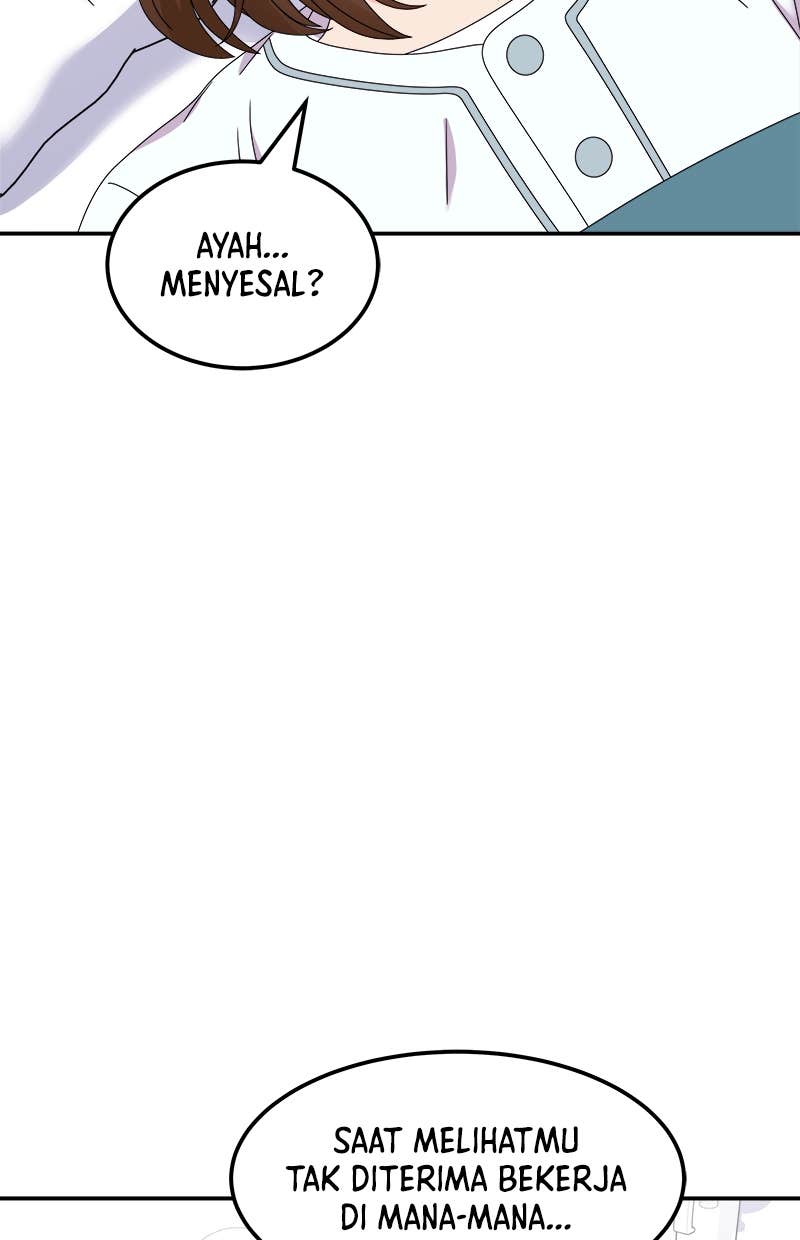 AYAH...
MENYESAL?
SAAT MELIHATMU
TAK DITERIMA BEKERJA
DI MANA-MANA...